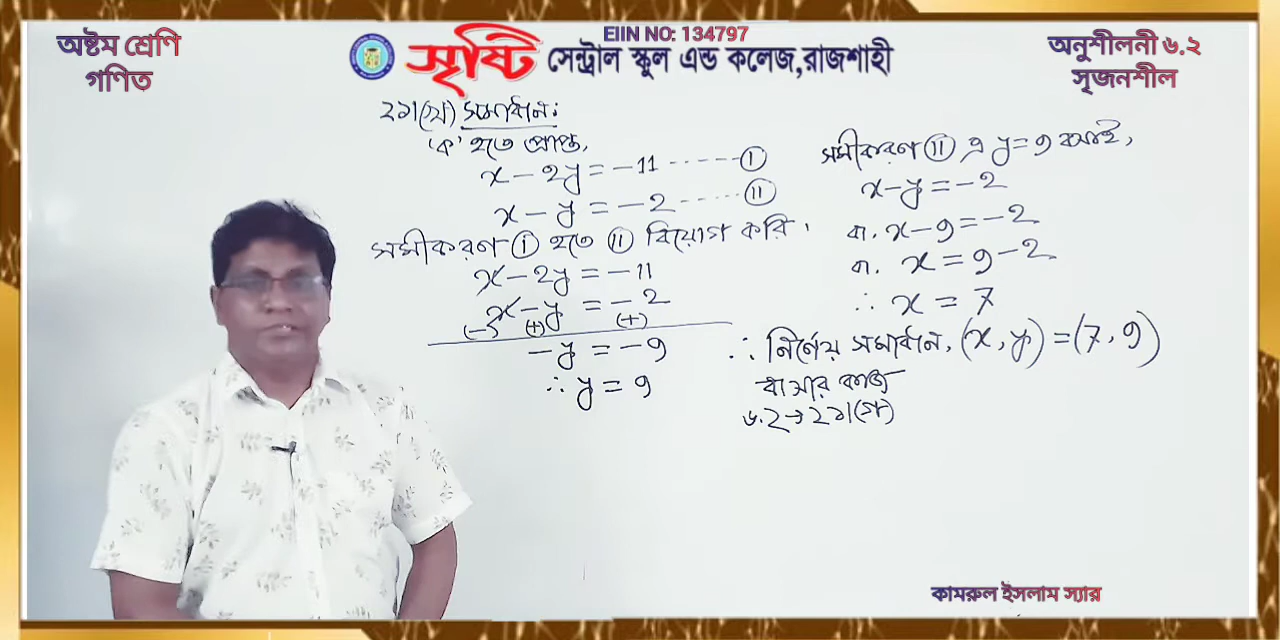 অষ্টম শ্রেণি
গণিত
EIIN NO: 134797
সৃষ্টি সেন্ট্রাল স্কুল এন্ড কলেজ,রাজশাহী
অনুশীলনী ৬.২
সৃজনশীল
২১(খ) সমাধান:
'ক' হতে প্রাপ্ত,
x - 2y = -11 ----- (i)
x - y = -2 ----- (ii)
সমীকরণ (i) হতে (ii) বিয়োগ করি,
x - 2y = -11
x - y = -2
(-) (+) (+)
-y = -9
∴ y = 9
সমীকরণ (ii) এ y = 9 বসাই,
x - y = -2
বা, x - 9 = -2
বা, x = 9 - 2
∴ x = 7
∴ নির্ণেয় সমাধান, (x, y) = (7, 9)
বাসার কাজ
৬.২ → ২১(গ)
কামরুল ইসলাম স্যার